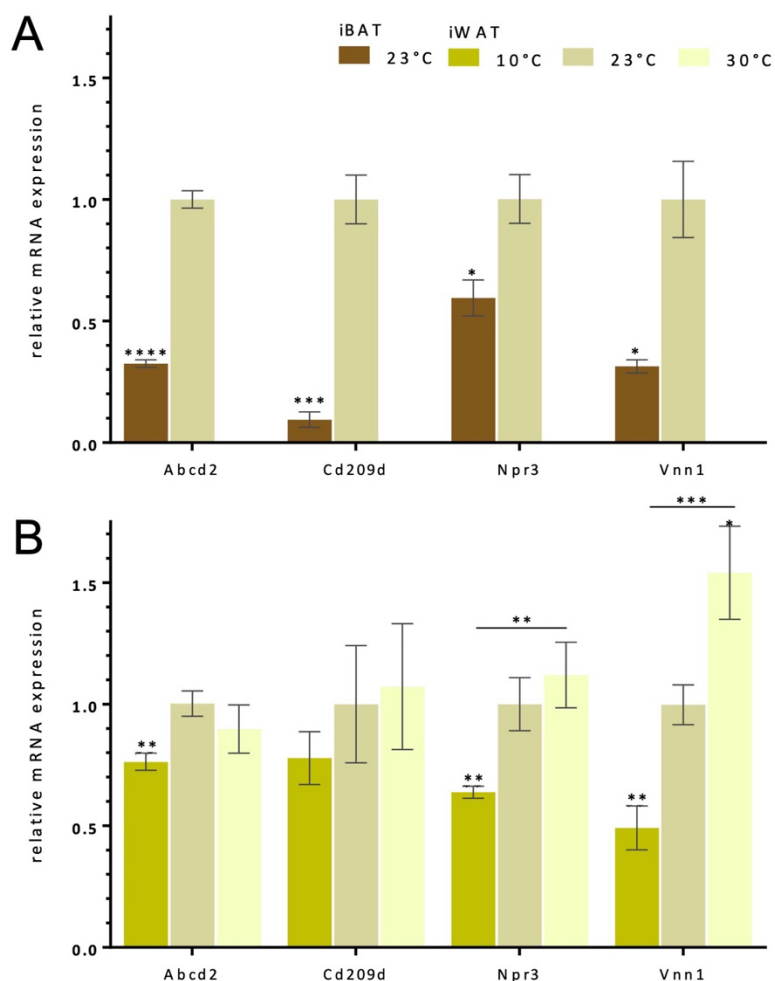 A
iBAT iWAT
23°C 10°C 23°C 30°C
relative mRNA expression
1.5
1.0
0.5
0.0
****
***
*
*
Abcd2 Cd209d Npr3 Vnn1
B
relative mRNA expression
1.5
1.0
0.5
0.0
***
*
**
**
**
**
Abcd2 Cd209d Npr3 Vnn1